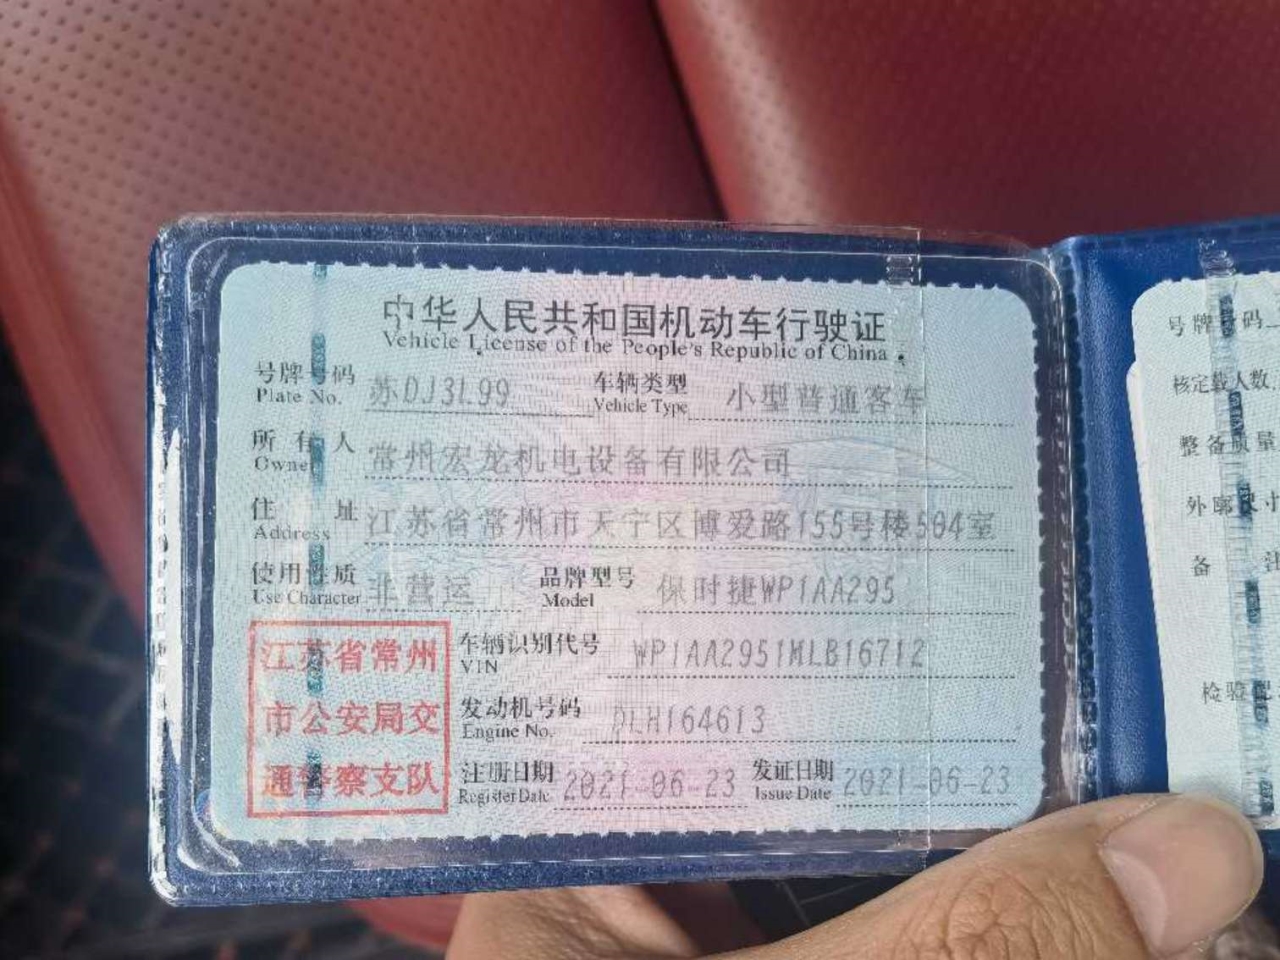 中华人民共和国机动车行驶证
Vehicle License of the People's Republic of China
号牌号码 苏DJ3L99 车辆类型 小型普通客车
Plate No. Vehicle Type
所有人 常州宏龙机电设备有限公司
Owner
住址 江苏省常州市天宁区博爱路155号楼504室
Address
使用性质 非营运 品牌型号 保时捷WP1AA295
Use Character Model
江苏省常州
市公安局交
通警察支队
车辆识别代号 WP1AA2951MLB16712
VIN
发动机号码 DLH164613
Engine No.
注册日期 2021-06-23 发证日期 2021-06-23
Register Date Issue Date
号牌号码
核定载人数
整备质量
外廓尺寸
备注
检验